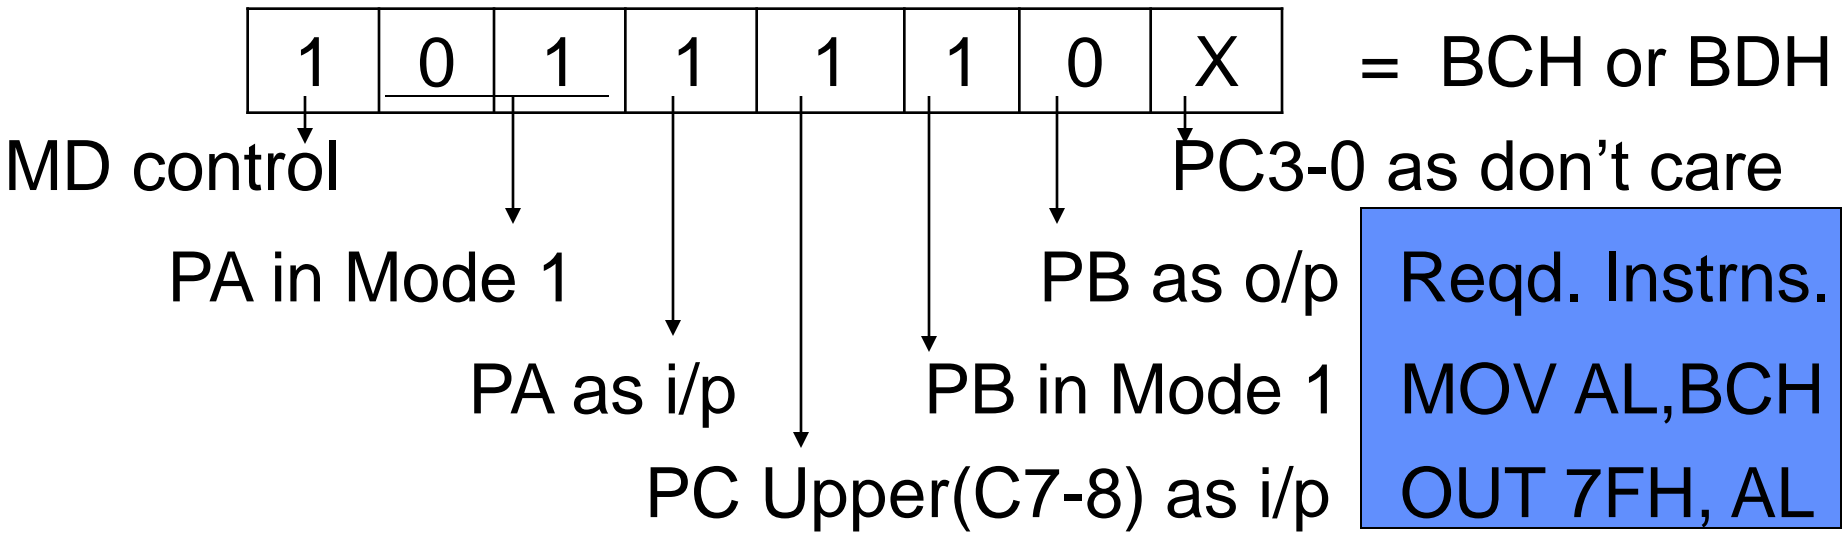 1 0 1 1 1 1 0 X = BCH or BDH
MD control PC3-0 as don’t care
PA in Mode 1 PB as o/p Reqd. Instrns.
PA as i/p PB in Mode 1 MOV AL,BCH
PC Upper(C7-8) as i/p OUT 7FH, AL